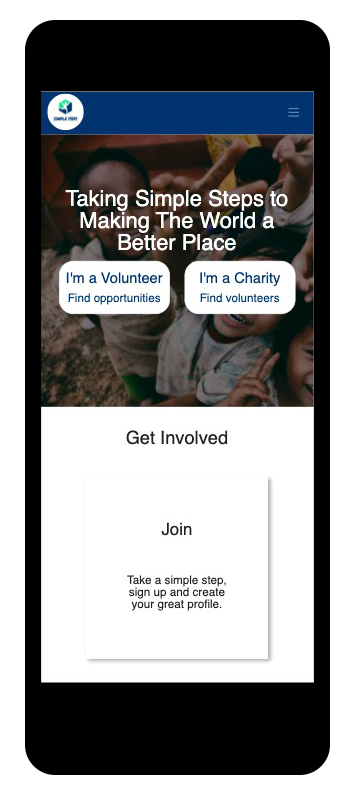 SIMPLE STEPS
Taking Simple Steps to
Making The World a
Better Place
I'm a Volunteer
Find opportunities
I'm a Charity
Find volunteers
Get Involved
Join
Take a simple step,
sign up and create
your great profile.